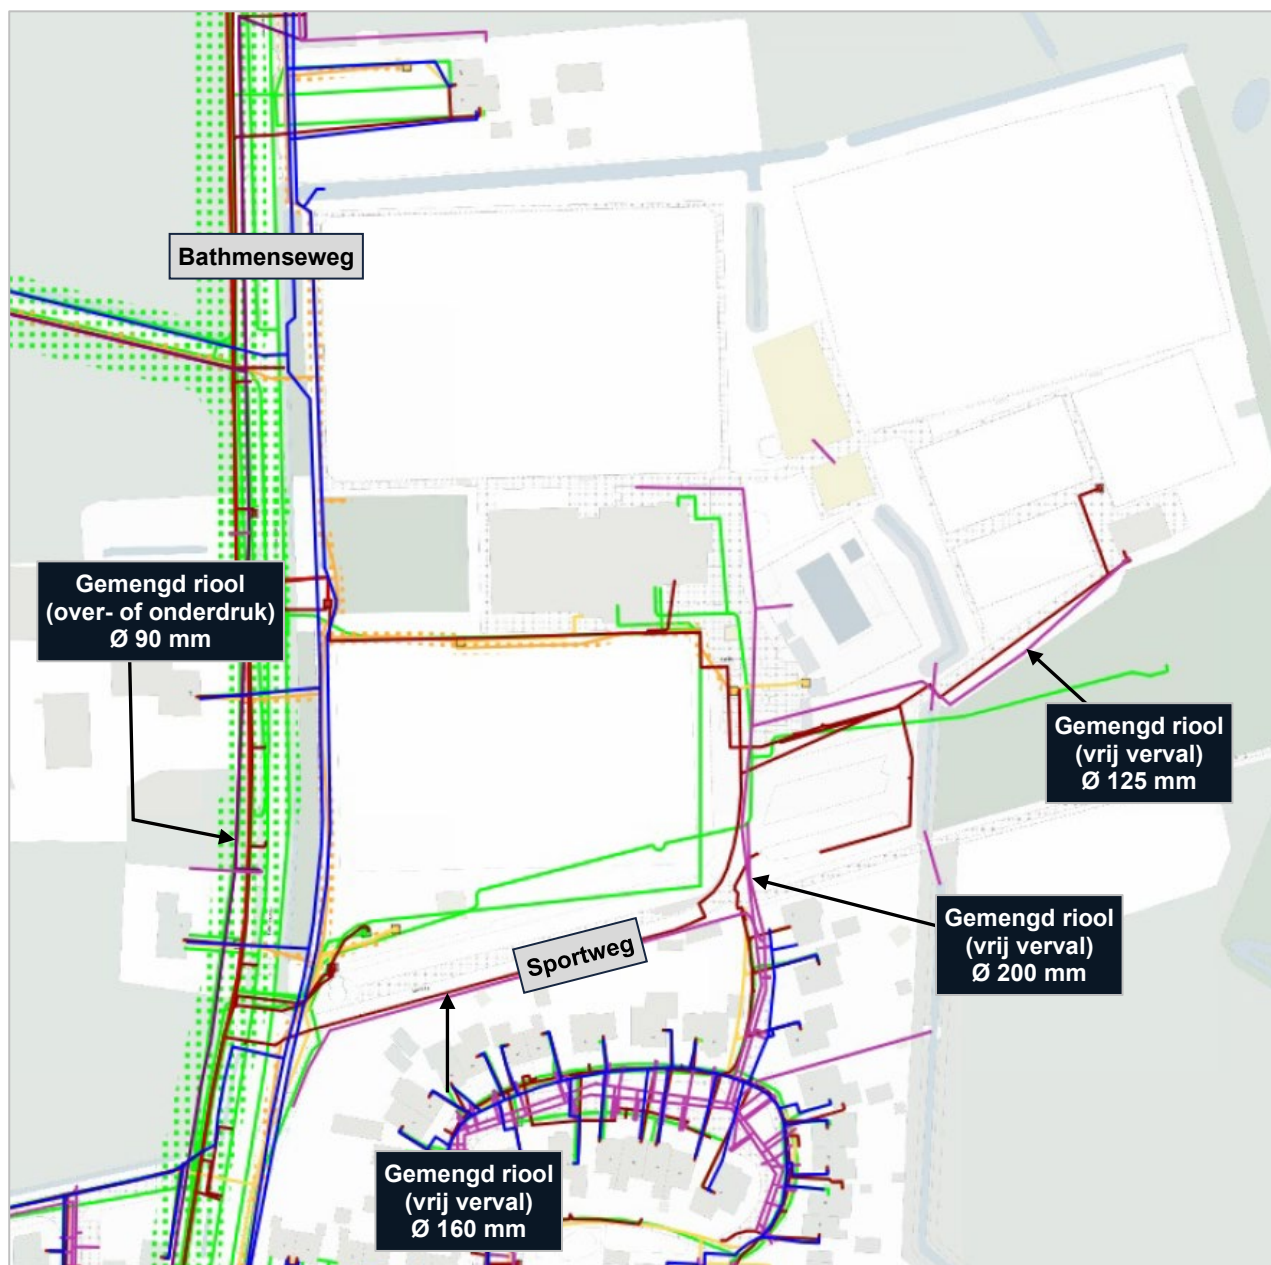 Bathmenseweg
Gemengd riool
(over- of onderdruk)
Ø 90 mm
Gemengd riool
(vrij verval)
Ø 125 mm
Gemengd riool
(vrij verval)
Ø 200 mm
Sportweg
Gemengd riool
(vrij verval)
Ø 160 mm